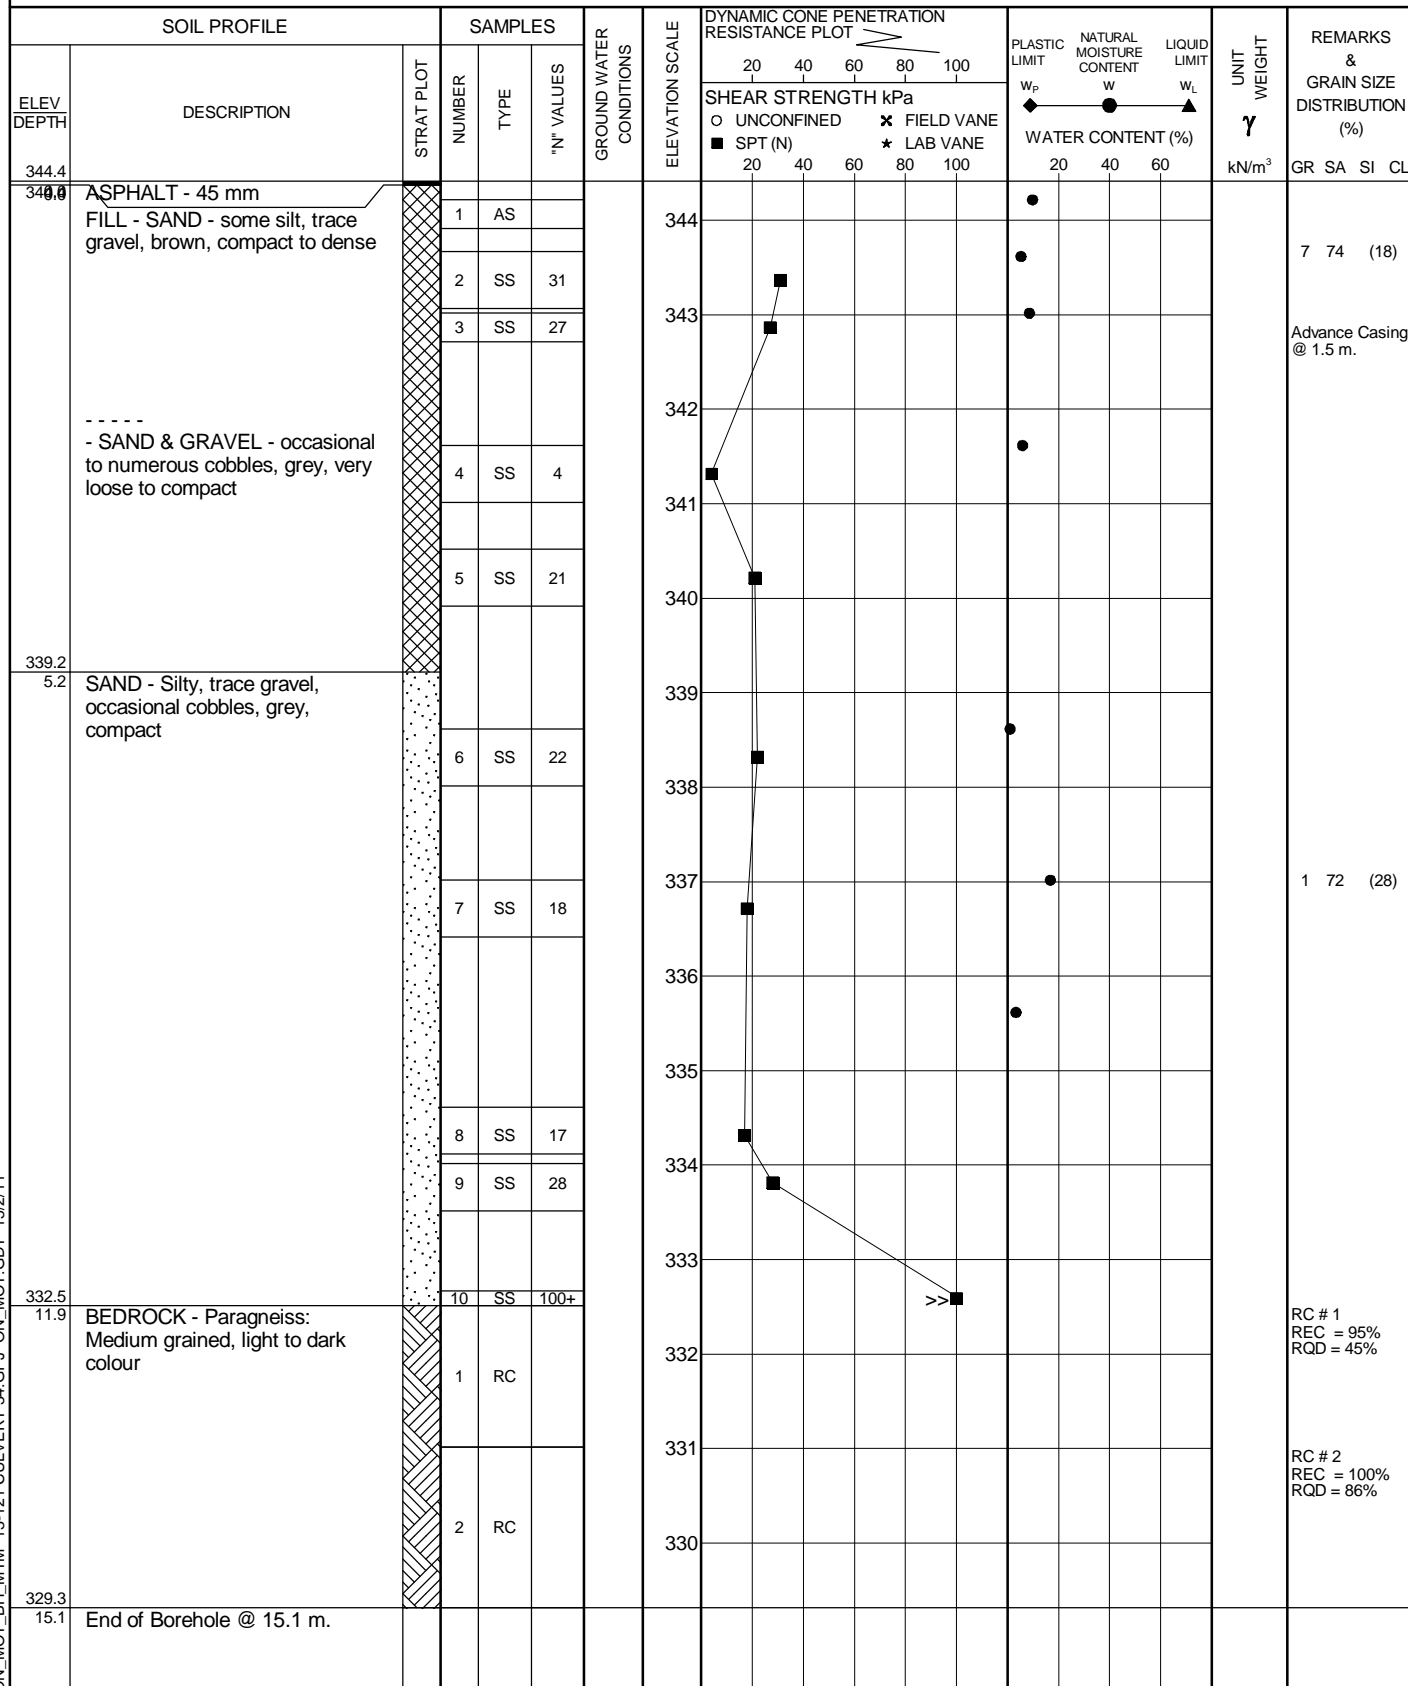 SOIL PROFILE
SAMPLES
GROUND WATER
CONDITIONS
ELEVATION SCALE
DYNAMIC CONE PENETRATION
RESISTANCE PLOT
20 40 60 80 100
SHEAR STRENGTH kPa
UNCONFINED
FIELD VANE
SPT (N)
LAB VANE
20 40 60 80 100
PLASTIC
LIMIT
NATURAL
MOISTURE
CONTENT
LIQUID
LIMIT
WP
W
WL
WATER CONTENT (%)
20 40 60
UNIT
WEIGHT
γ
kN/m³
REMARKS
&
GRAIN SIZE
DISTRIBUTION
(%)
GR SA SI CL
ELEV
DEPTH
DESCRIPTION
STRAT PLOT
NUMBER
TYPE
"N" VALUES
344.4
ASPHALT - 45 mm
FILL - SAND - some silt, trace
gravel, brown, compact to dense
1 AS
344
2 SS 31
7 74 (18)
343
3 SS 27
Advance Casing
@ 1.5 m.
342
- - - - -
- SAND & GRAVEL - occasional
to numerous cobbles, grey, very
loose to compact
4 SS 4
341
5 SS 21
340
339.2
5.2
SAND - Silty, trace gravel,
occasional cobbles, grey,
compact
339
6 SS 22
338
337
1 72 (28)
7 SS 18
336
335
8 SS 17
334
9 SS 28
333
332.5
10 SS 100+
>>
11.9
BEDROCK - Paragneiss:
Medium grained, light to dark
colour
RC # 1
REC = 95%
RQD = 45%
332
1 RC
331
RC # 2
REC = 100%
RQD = 86%
2 RC
330
329.3
15.1
End of Borehole @ 15.1 m.